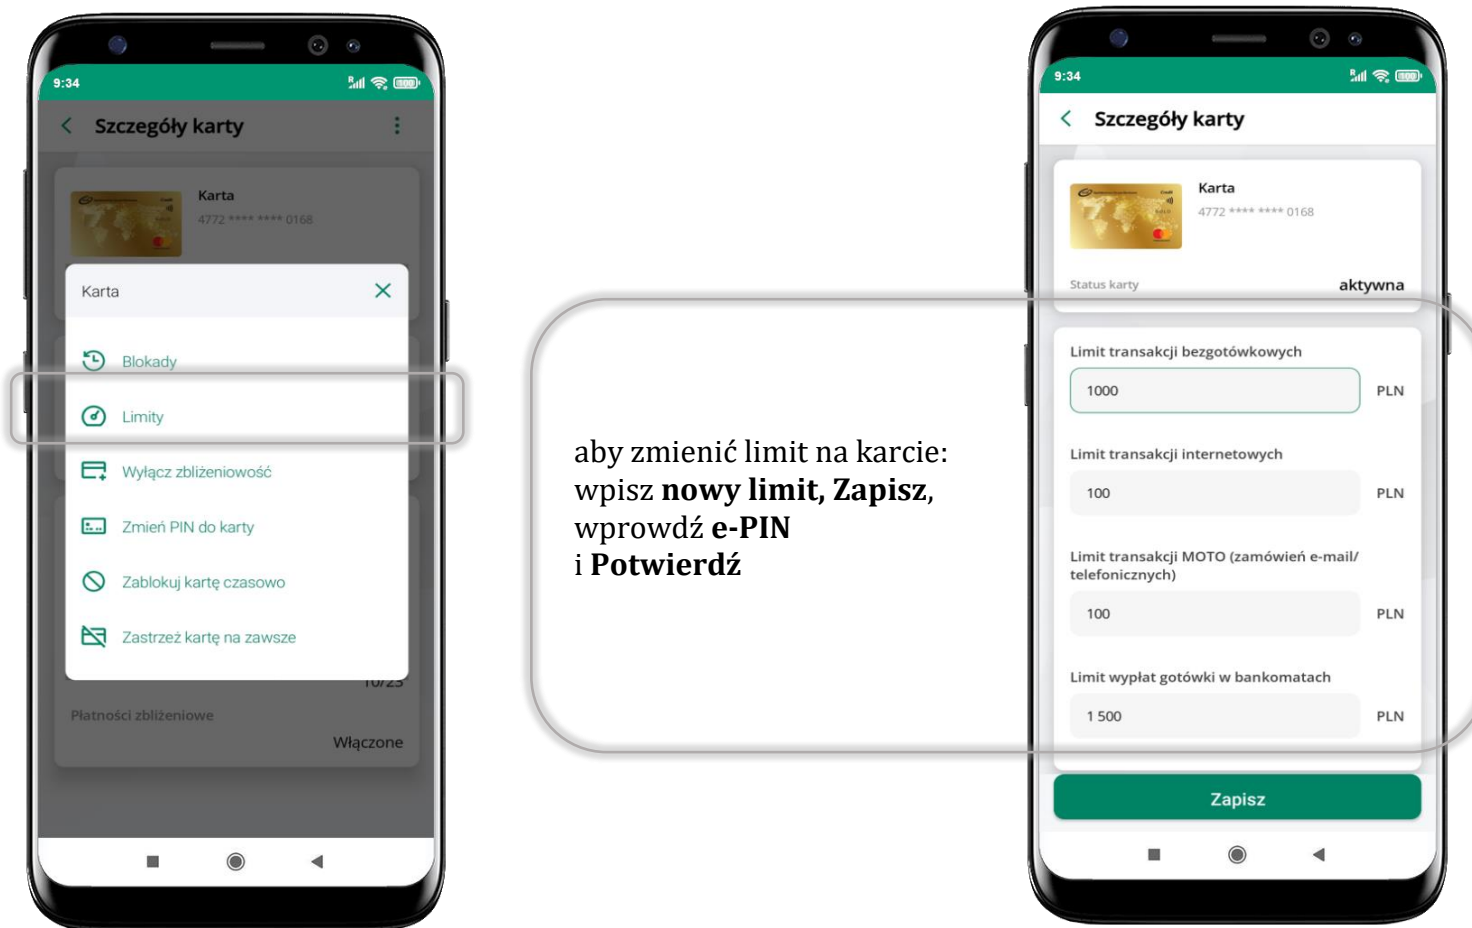 9:34
Szczegóły karty
Karta
4772 **** **** 0168
Karta
Blokady
Limity
Wyłącz zbliżeniowość
Zmień PIN do karty
Zablokuj kartę czasowo
Zastrzeż kartę na zawsze
10/23
Płatności zbliżeniowe
Włączone
aby zmienić limit na karcie:
wpisz nowy limit, Zapisz,
wprowdź e-PIN
i Potwierdź
9:34
Szczegóły karty
Karta
4772 **** **** 0168
Status karty aktywna
Limit transakcji bezgotówkowych
1000 PLN
Limit transakcji internetowych
100 PLN
Limit transakcji MOTO (zamówień e-mail/
telefonicznych)
100 PLN
Limit wypłat gotówki w bankomatach
1 500 PLN
Zapisz